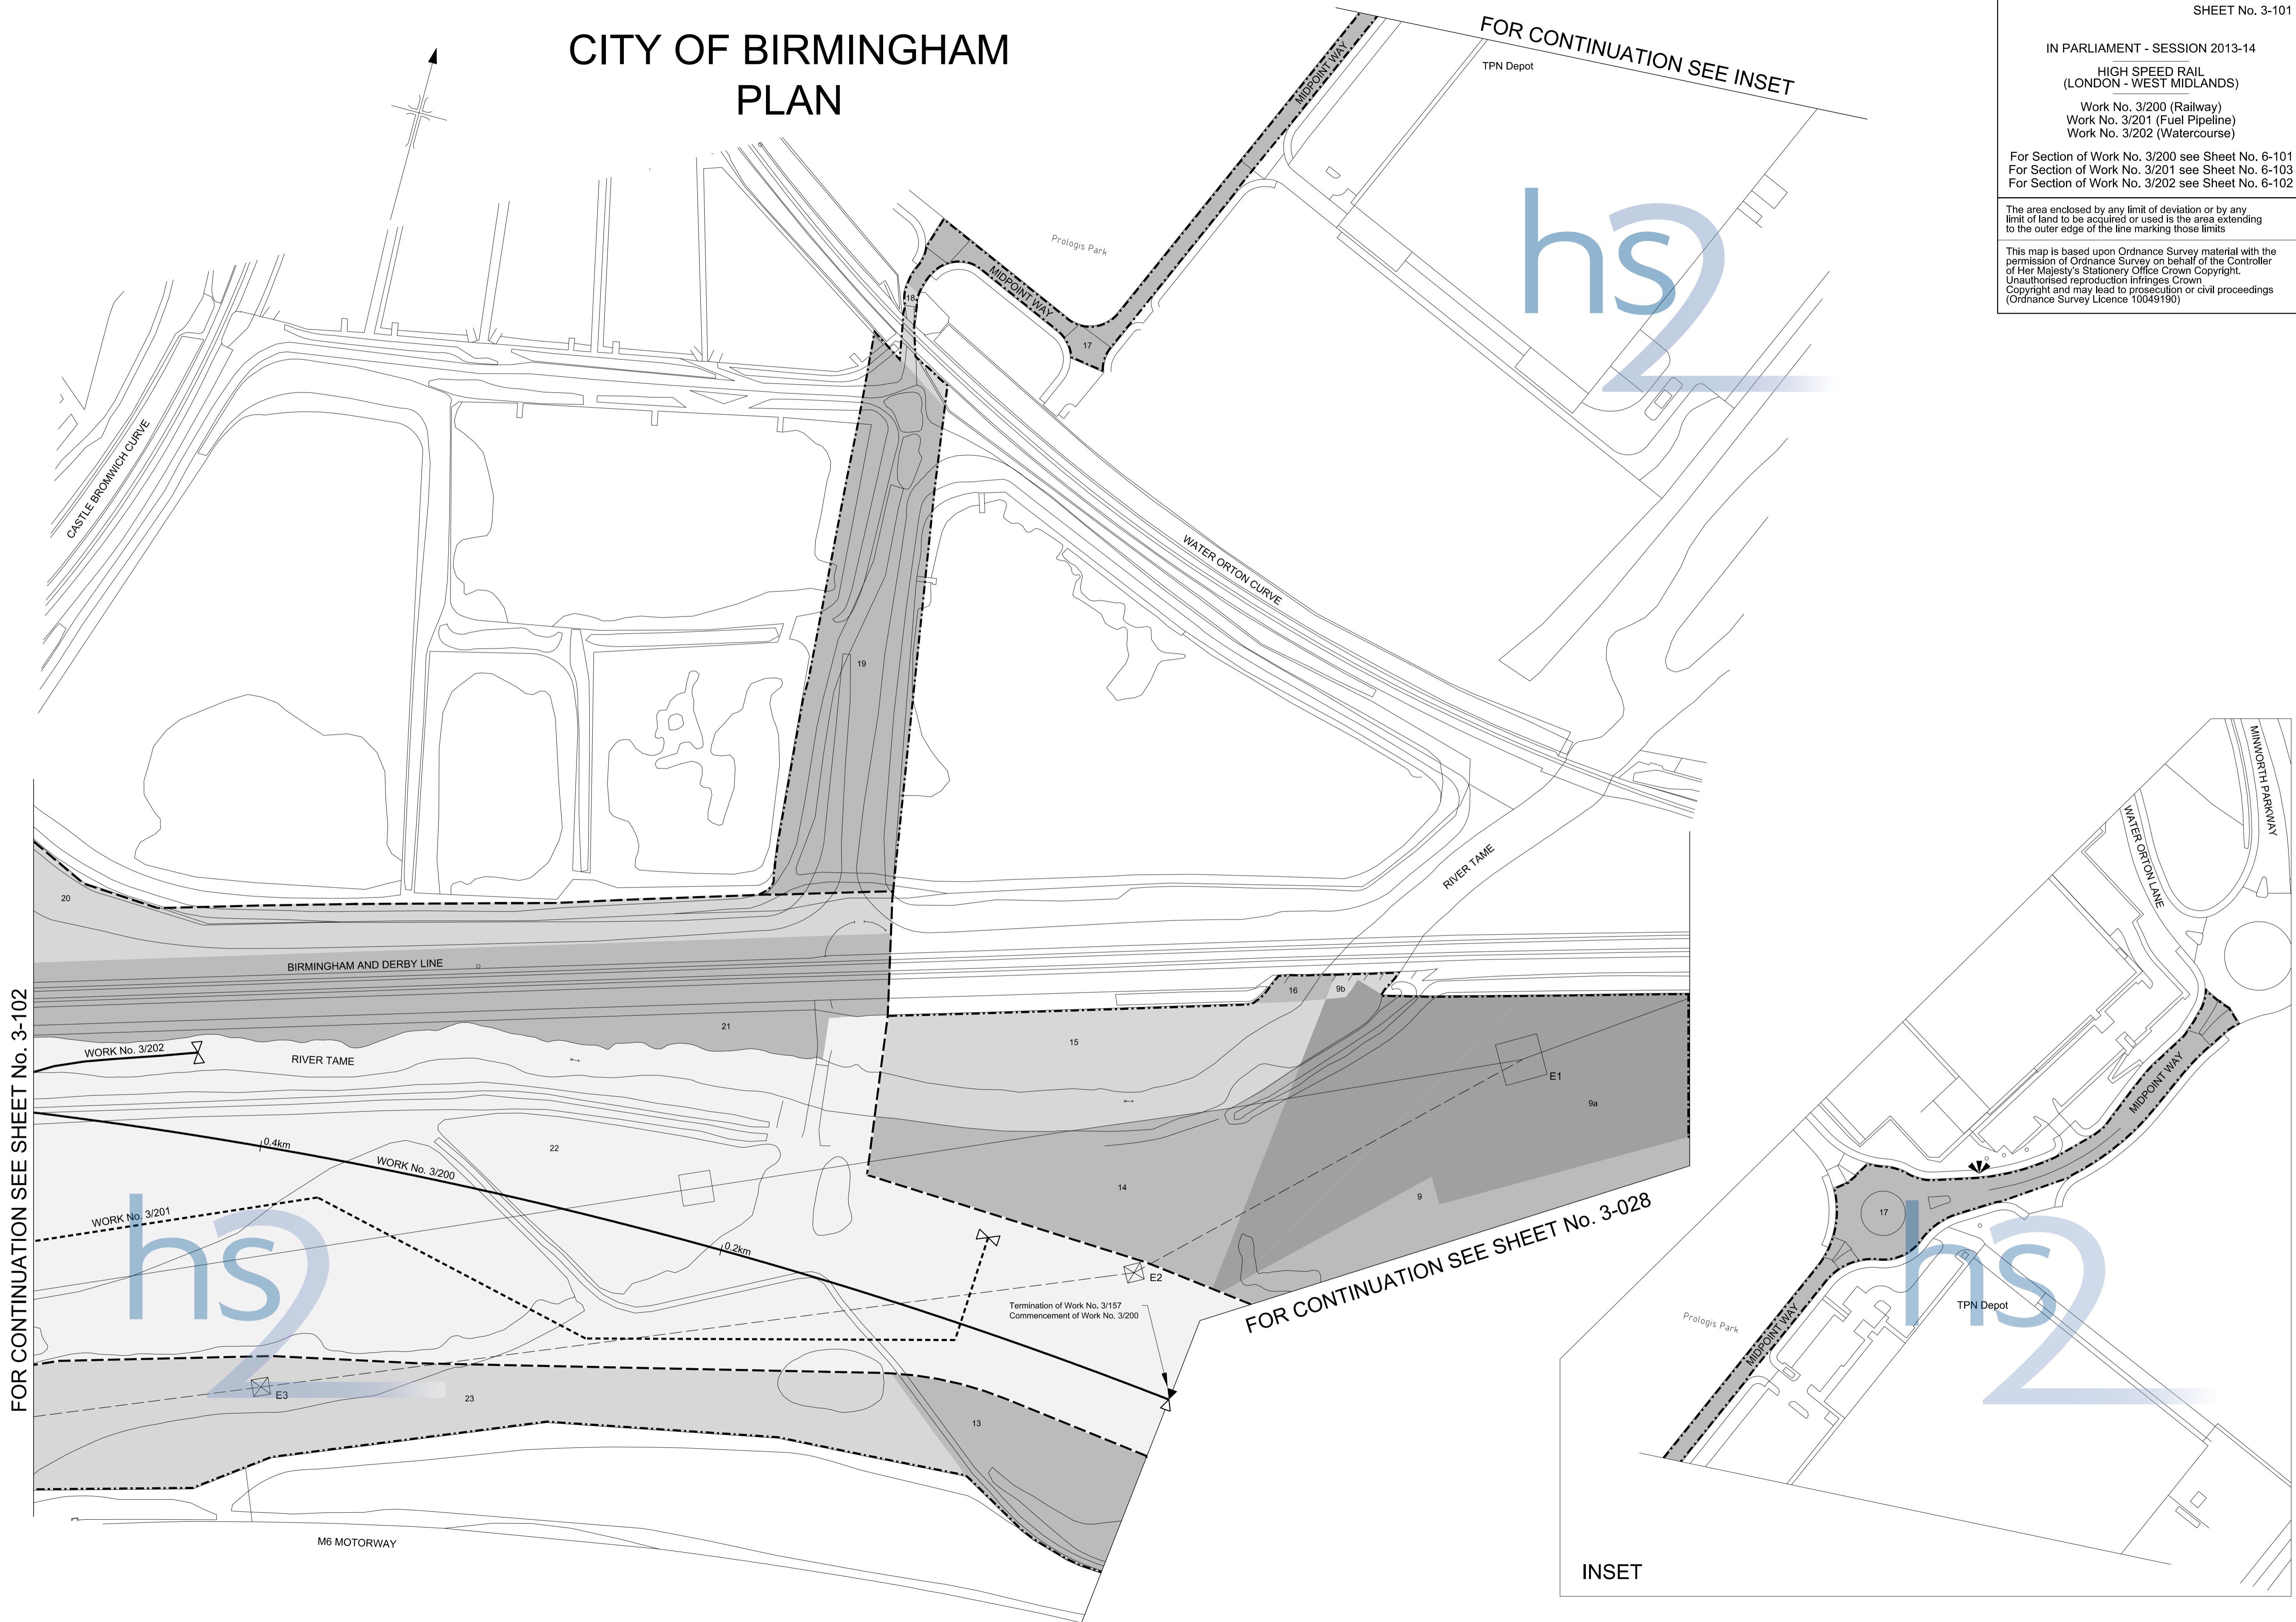 CITY OF BIRMINGHAM
PLAN
SHEET No. 3-101
IN PARLIAMENT - SESSION 2013-14
HIGH SPEED RAIL
(LONDON - WEST MIDLANDS)
Work No. 3/200 (Railway)
Work No. 3/201 (Fuel Pipeline)
Work No. 3/202 (Watercourse)
For Section of Work No. 3/200 see Sheet No. 6-101
For Section of Work No. 3/201 see Sheet No. 6-103
For Section of Work No. 3/202 see Sheet No. 6-102
The area enclosed by any limit of deviation or by any
limit of land to be acquired or used is the area extending
to the outer edge of the line marking those limits
This map is based upon Ordnance Survey material with the
permission of Ordnance Survey on behalf of the Controller
of Her Majesty's Stationery Office Crown Copyright.
Unauthorised reproduction infringes Crown
Copyright and may lead to prosecution or civil proceedings
(Ordnance Survey Licence 10049190)
FOR CONTINUATION SEE INSET
TPN Depot
MIDPOINT WAY
hs2
Prologis Park
MIDPOINT WAY
18
17
CASTLE BROMWICH CURVE
WATER ORTON CURVE
19
RIVER TAME
20
BIRMINGHAM AND DERBY LINE
21
16
9b
15
WORK No. 3/202
RIVER TAME
E1
9a
0.4km
22
WORK No. 3/200
14
9
WORK No. 3/201
0.2km
E2
hs2
Termination of Work No. 3/157
Commencement of Work No. 3/200
FOR CONTINUATION SEE SHEET No. 3-028
FOR CONTINUATION SEE SHEET No. 3-102
E3
23
13
M6 MOTORWAY
MINWORTH PARKWAY
WATER ORTON LANE
MIDPOINT WAY
17
hs2
TPN Depot
Prologis Park
MIDPOINT WAY
INSET